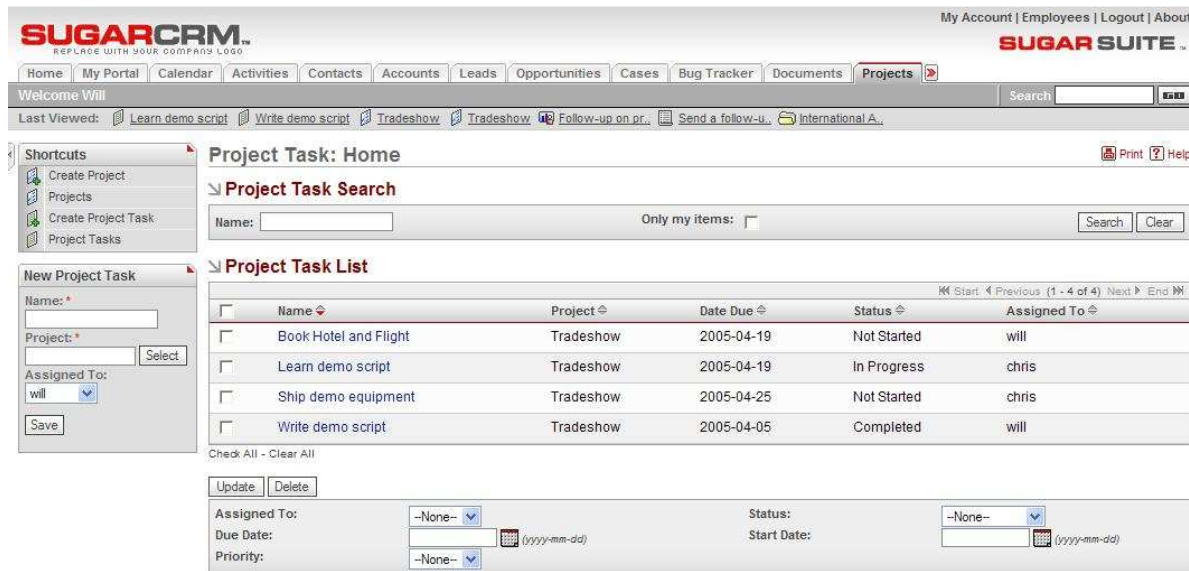 My Account | Employees | Logout | About
SUGARCRM™
REPLACE WITH YOUR COMPANY LOGO
SUGAR SUITE
Home My Portal Calendar Activities Contacts Accounts Leads Opportunities Cases Bug Tracker Documents Projects
Welcome Will Search GO
Last Viewed: Learn demo script Write demo script Tradeshow Tradeshow Follow-up on pr.. Send a follow-u.. International A..
Shortcuts
Create Project
Projects
Create Project Task
Project Tasks
New Project Task
Name: *
Project: *
Select
Assigned To:
will
Save
Project Task: Home
Print ? Help
Project Task Search
Name: Only my items: Search Clear
Project Task List
Start Previous (1 - 4 of 4) Next End
Name Project Date Due Status Assigned To
Book Hotel and Flight Tradeshow 2005-04-19 Not Started will
Learn demo script Tradeshow 2005-04-19 In Progress chris
Ship demo equipment Tradeshow 2005-04-25 Not Started chris
Write demo script Tradeshow 2005-04-05 Completed will
Check All - Clear All
Update Delete
Assigned To: --None-- Status: --None--
Due Date: (yyyy-mm-dd) Start Date: (yyyy-mm-dd)
Priority: --None--